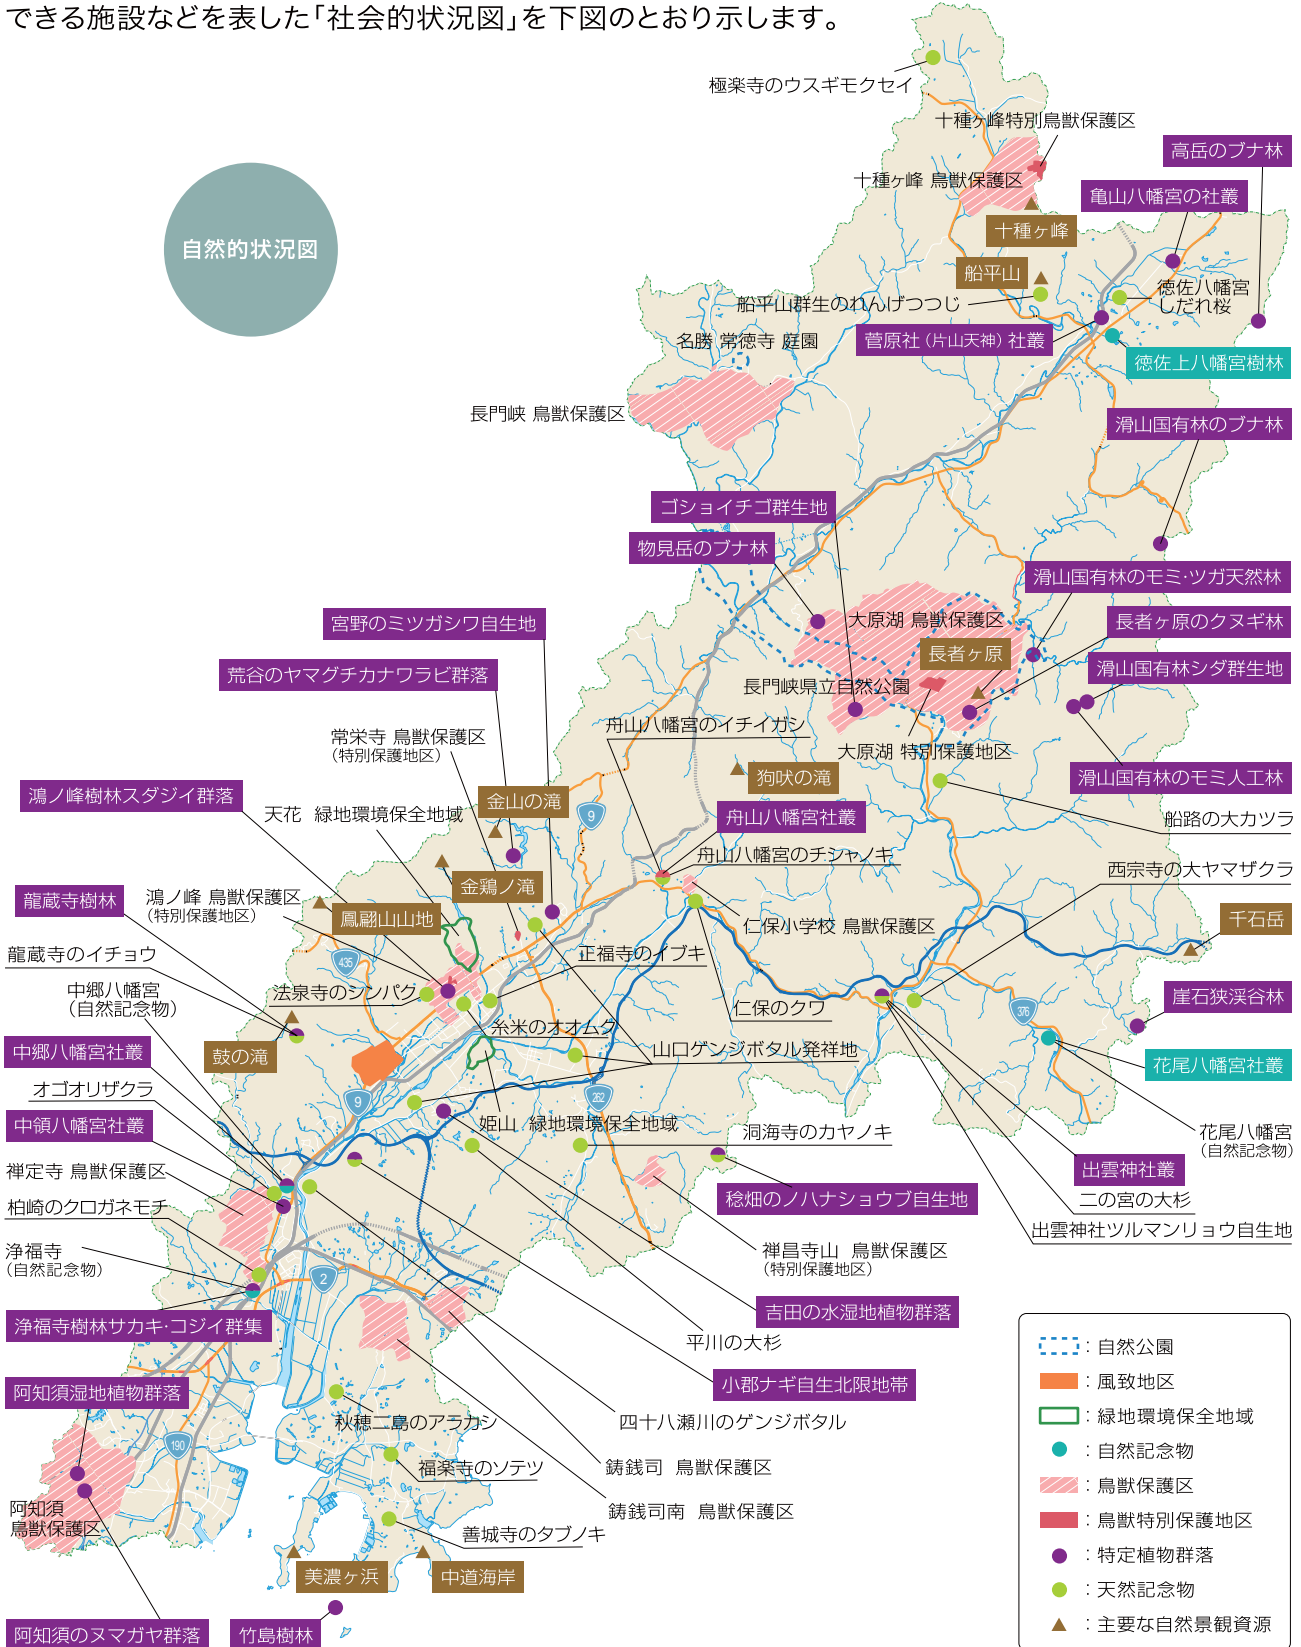 できる施設などを表した「社会的状況図」を下図のとおり示します。
極楽寺のウスギモクセイ
十種ヶ峰特別鳥獣保護区
高岳のブナ林
十種ヶ峰 鳥獣保護区
亀山八幡宮の社叢
十種ヶ峰
自然的状況図
船平山
徳佐八幡宮
しだれ桜
船平山群生のれんげつつじ
名勝 常徳寺 庭園
菅原社（片山天神）社叢
徳佐上八幡宮樹林
長門峡 鳥獣保護区
滑山国有林のブナ林
ゴショイチゴ群生地
物見岳のブナ林
滑山国有林のモミ・ツガ天然林
宮野のミツガシワ自生地
大原湖 鳥獣保護区
長者ヶ原のクヌギ林
長者ヶ原
滑山国有林シダ群生地
荒谷のヤマグチカナワラビ群落
長門峡県立自然公園
舟山八幡宮のイチイガシ
常栄寺 鳥獣保護区
（特別保護地区）
大原湖 特別保護地区
狗吠の滝
滑山国有林のモミ人工林
鴻ノ峰樹林スダジイ群落
金山の滝
天花 緑地環境保全地域
9
舟山八幡宮社叢
船路の大カツラ
舟山八幡宮のチシャノキ
西宗寺の大ヤマザクラ
金鶏ノ滝
龍蔵寺樹林
鴻ノ峰 鳥獣保護区
（特別保護地区）
鳳翩山山地
仁保小学校 鳥獣保護区
千石岳
龍蔵寺のイチョウ
正福寺のイブキ
435
中郷八幡宮
（自然記念物）
法泉寺のシンパク
崖石狭渓谷林
仁保のクワ
376
糸米のオオムク
中郷八幡宮社叢
鼓の滝
山口ゲンジボタル発祥地
花尾八幡宮社叢
オゴオリザクラ
9
262
中領八幡宮社叢
姫山 緑地環境保全地域
洞海寺のカヤノキ
花尾八幡宮
（自然記念物）
禅定寺 鳥獣保護区
出雲神社叢
稔畑のノハナショウブ自生地
二の宮の大杉
柏崎のクロガネモチ
出雲神社ツルマンリョウ自生地
浄福寺
（自然記念物）
禅昌寺山 鳥獣保護区
（特別保護地区）
2
吉田の水湿地植物群落
浄福寺樹林サカキ・コジイ群集
平川の大杉
小郡ナギ自生北限地帯
阿知須湿地植物群落
秋穂二島のアラカシ
四十八瀬川のゲンジボタル
190
福楽寺のソテツ
鋳銭司 鳥獣保護区
阿知須
鳥獣保護区
鋳銭司南 鳥獣保護区
善城寺のタブノキ
美濃ヶ浜
中道海岸
阿知須のヌマガヤ群落
竹島樹林
：自然公園
：風致地区
：緑地環境保全地域
：自然記念物
：鳥獣保護区
：鳥獣特別保護地区
：特定植物群落
：天然記念物
：主要な自然景観資源